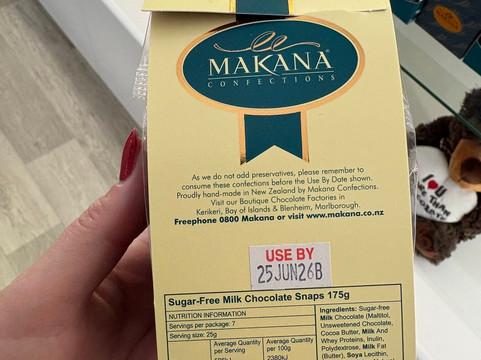 MAKANA
CONFECTIONS
As we do not add preservatives, please remember to
consume these confections before the Use By Date shown.
Proudly hand-made in New Zealand by Makana Confections.
Visit our Boutique Chocolate Factories in
Kerikeri, Bay of Islands & Blenheim, Marlborough.
Freephone 0800 Makana or visit www.makana.co.nz
USE BY
25JUN26B
Sugar-Free Milk Chocolate Snaps 175g
NUTRITION INFORMATION
Servings per package: 7
Serving size: 25g
Average Quantity
per Serving
Average Quantity
per 100g
2380kJ
Ingredients: Sugar-free
Milk Chocolate (Maltitol,
Unsweetened Chocolate,
Cocoa Butter, Milk And
Whey Proteins, Inulin,
Polydextrose, Milk Fat
(Butter), Soya Lecithin,
I
YOU
THAN